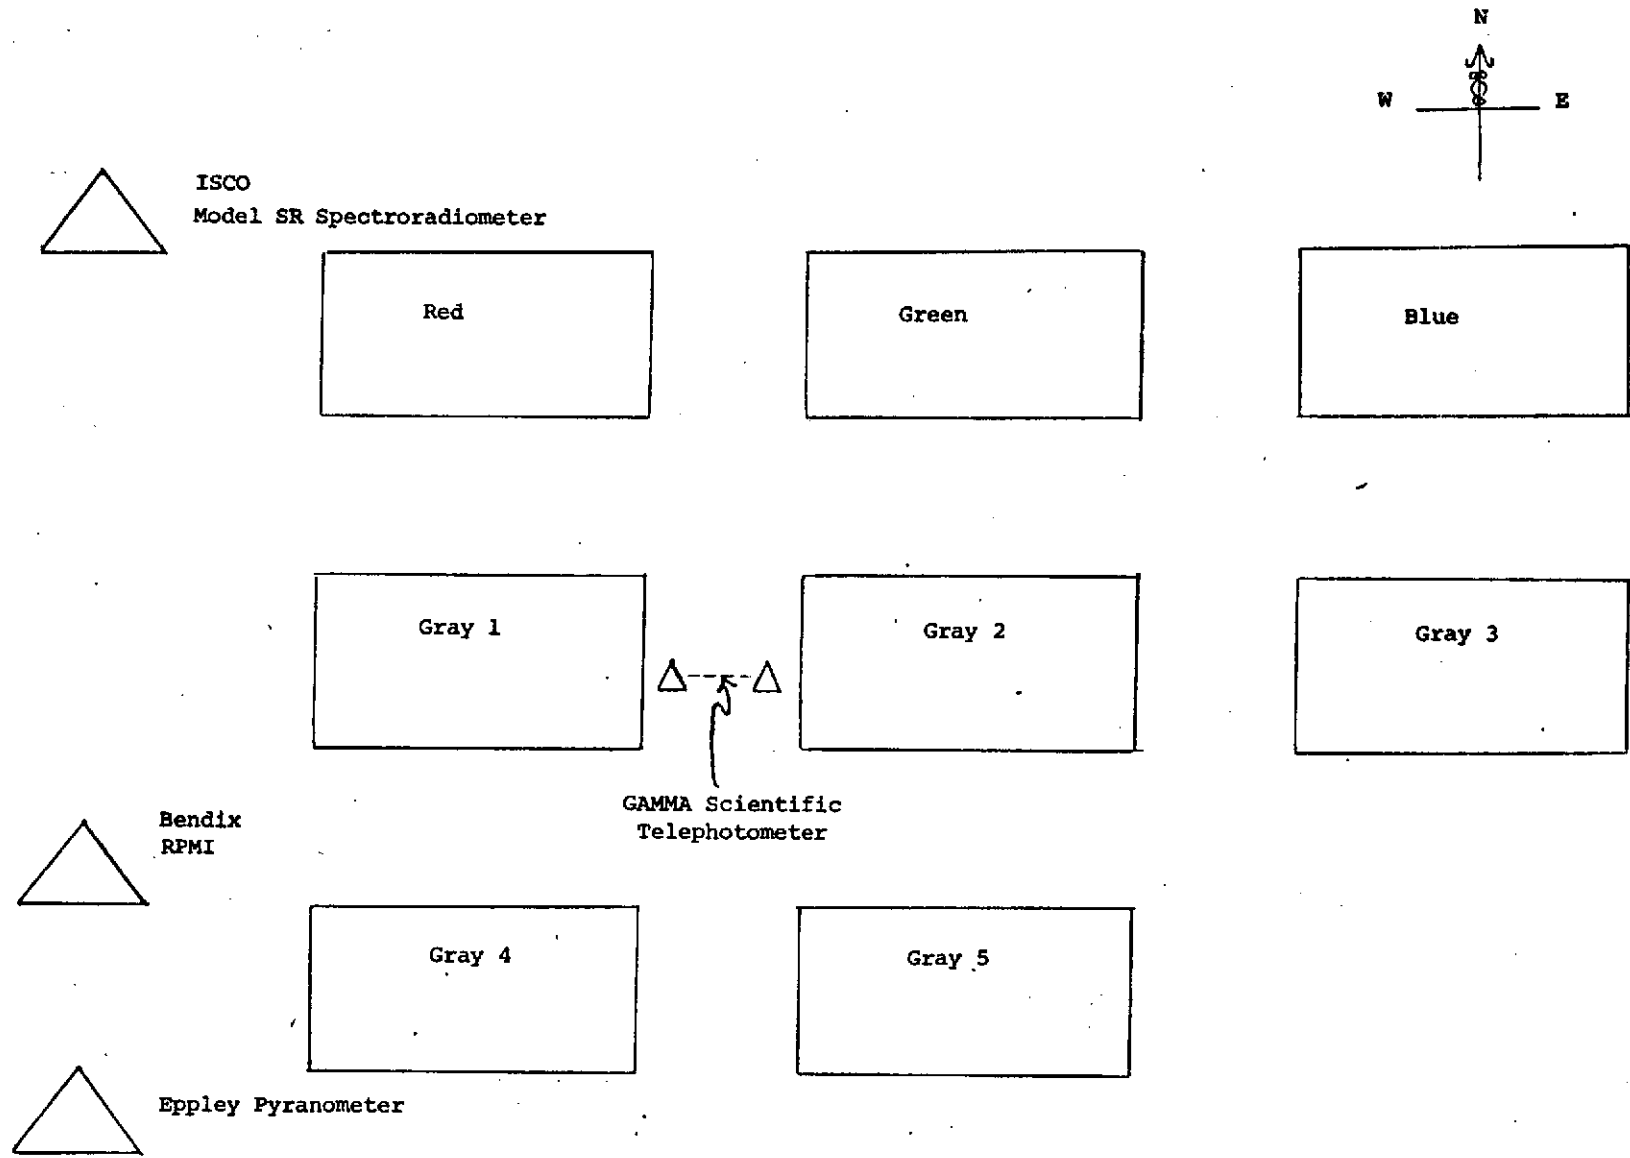 N
W E
ISCO
Model SR Spectroradiometer
Red
Green
Blue
Gray 1
Gray 2
Gray 3
GAMMA Scientific
Telephotometer
Bendix
RPMI
Gray 4
Gray 5
Eppley Pyranometer